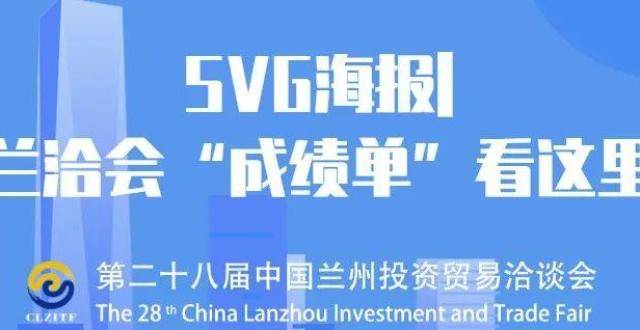 SVG海报|
兰洽会“成绩单”看这里
第二十八届中国兰州投资贸易洽谈会
The 28th China Lanzhou Investment and Trade Fair
CLZITF